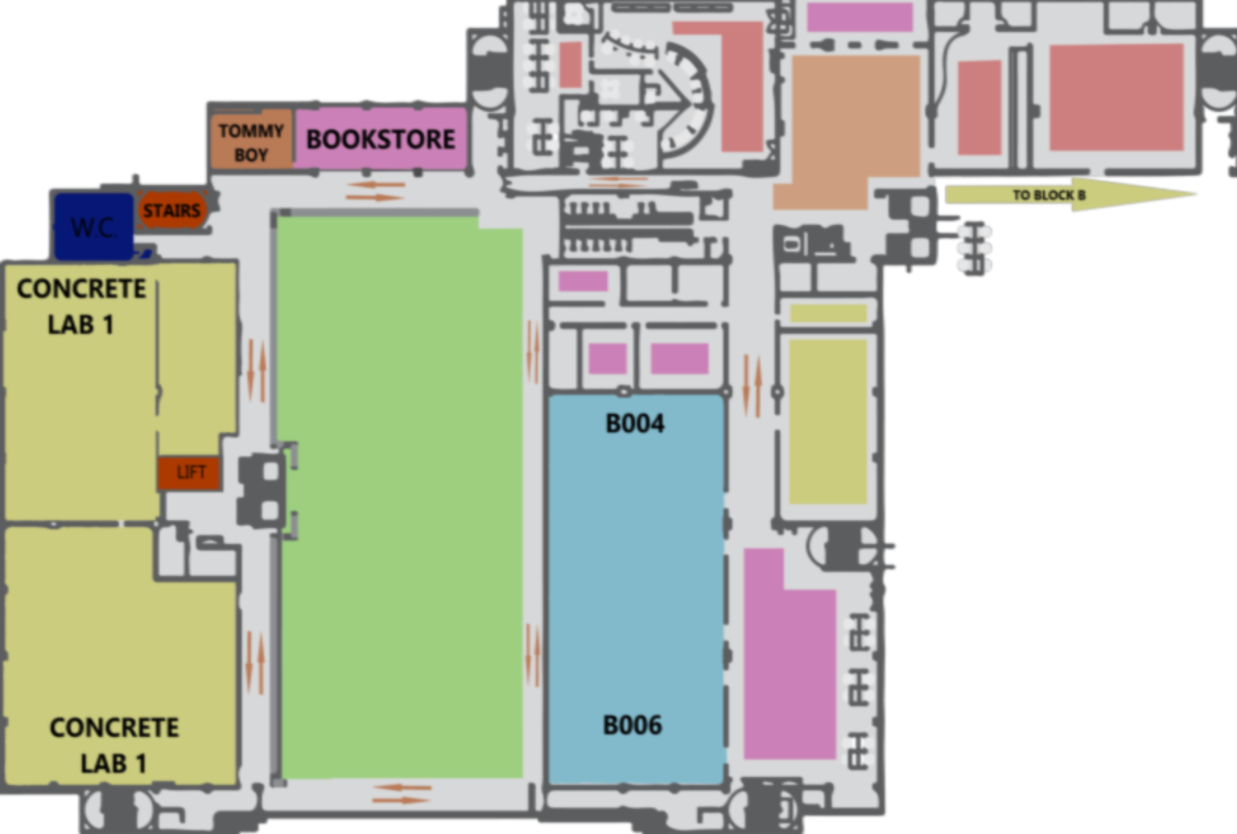 TOMMY
BOY
BOOKSTORE
W.C.
STAIRS
TO BLOCK B
CONCRETE
LAB 1
B004
LIFT
B006
CONCRETE
LAB 1